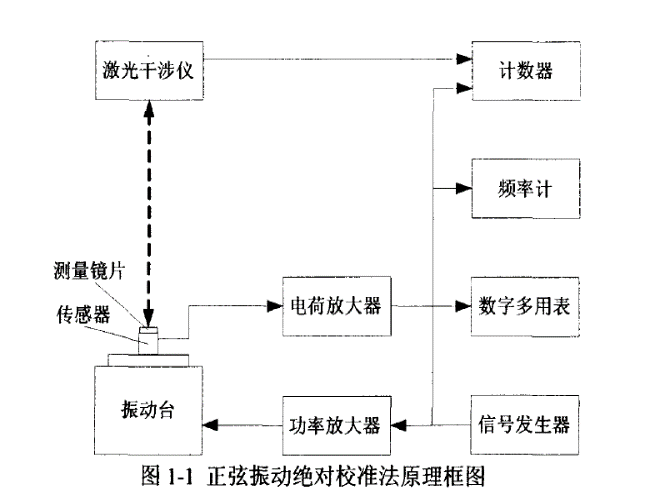 激光干涉仪
计数器
频率计
测量镜片
传感器
电荷放大器
数字多用表
振动台
功率放大器
信号发生器
图 1-1 正弦振动绝对校准法原理框图